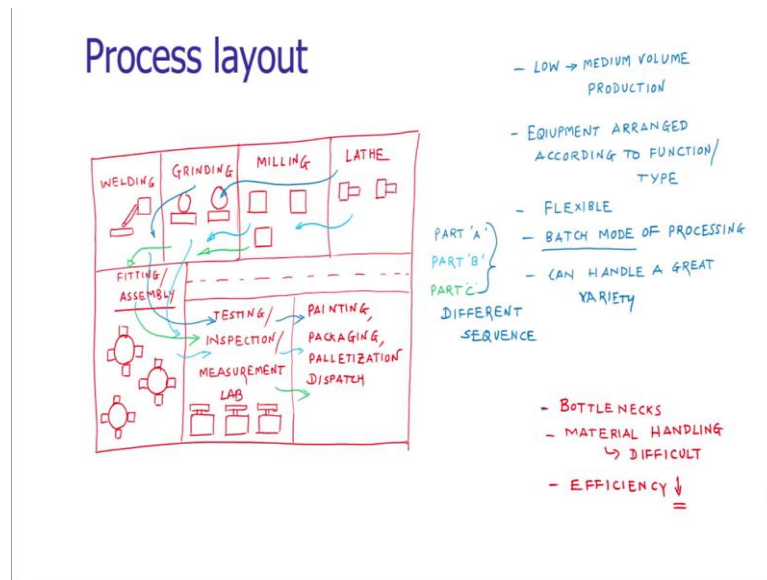 Process layout
WELDING
GRINDING
MILLING
LATHE
FITTING/
ASSEMBLY
TESTING/
INSPECTION/
MEASUREMENT
LAB
PAINTING,
PACKAGING,
PALLETIZATION
DISPATCH
PART 'A'
PART 'B'
PART 'C'
DIFFERENT
SEQUENCE
- LOW → MEDIUM VOLUME
PRODUCTION
- EQIUPMENT ARRANGED
ACCORDING TO FUNCTION/
TYPE
- FLEXIBLE
- BATCH MODE OF PROCESSING
- CAN HANDLE A GREAT
VARIETY
- BOTTLENECKS
- MATERIAL HANDLING
↳ DIFFICULT
- EFFICIENCY ↓